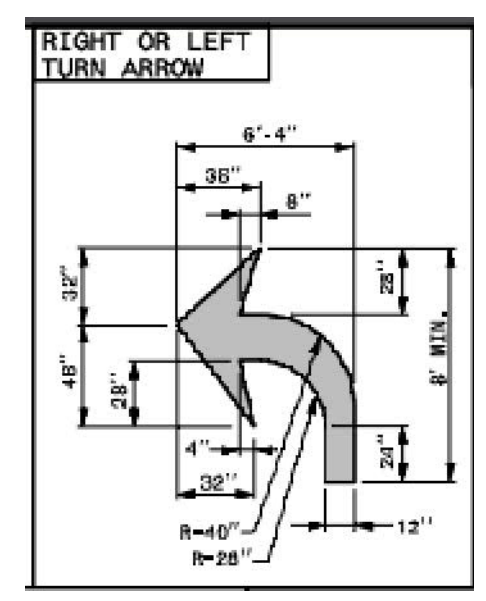 RIGHT OR LEFT
TURN ARROW
6'-4"
36"
8"
32"
28"
8' MIN.
28"
4"
24"
32"
R=40"
12"
R=28"